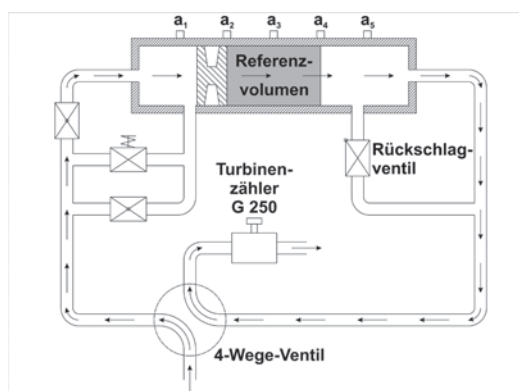 a1 a2 a3 a4 a5
Referenz-
volumen
Rückschlag-
ventil
Turbinen-
zähler
G 250
4-Wege-Ventil